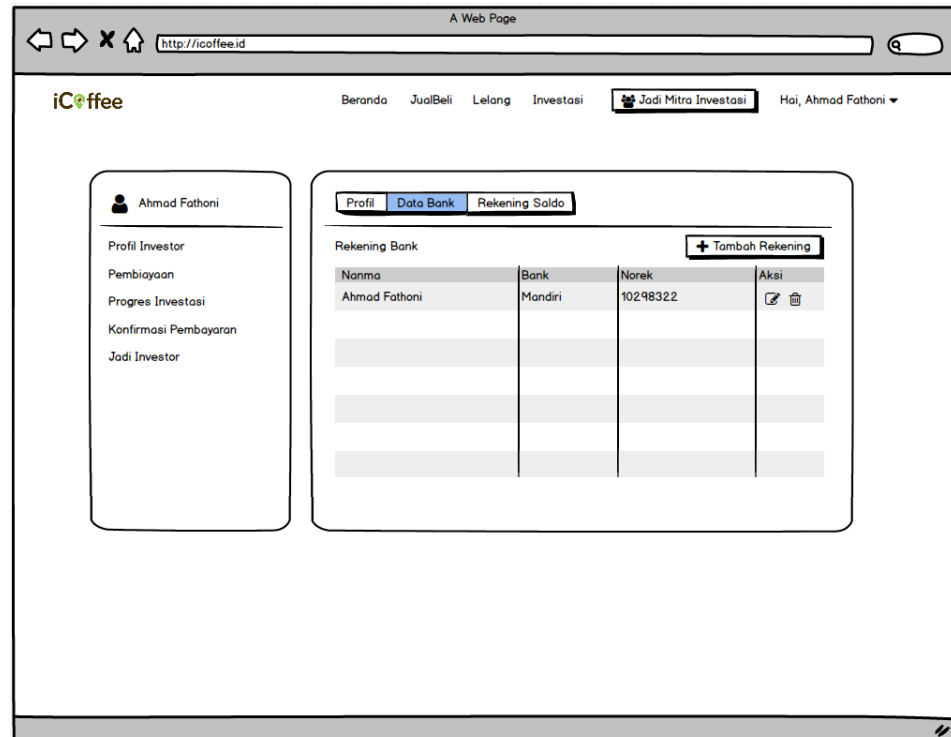 A Web Page
http://icoffee.id
iCoffee
Beranda JualBeli Lelang Investasi Jadi Mitra Investasi Hai, Ahmad Fathoni
Ahmad Fathoni
Profil Investor
Pembiayaan
Progres Investasi
Konfirmasi Pembayaran
Jadi Investor
Profil Data Bank Rekening Saldo
Rekening Bank Tambah Rekening
Nanma Bank Norek Aksi
Ahmad Fathoni Mandiri 10298322